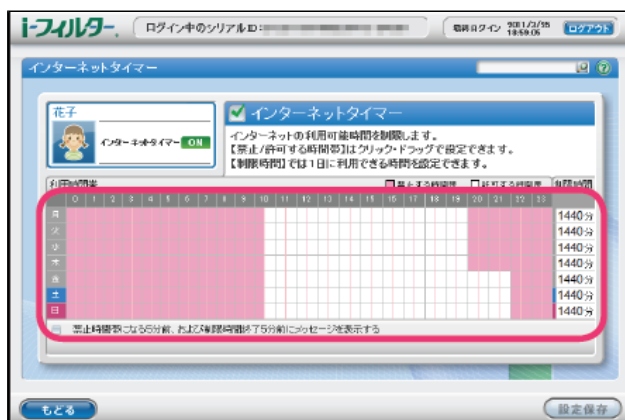 i-フィルター. ログイン中のシリアルID: 最終ログイン 2011/3/25 18:59:05 ログアウト
インターネットタイマー
花子
インターネットタイマー ON
インターネットタイマー
インターネットの利用可能時間を制限します。
【禁止/許可する時間帯】はクリック・ドラッグで設定できます。
【制限時間】では1日に利用できる時間を設定できます。
利用時間帯 禁止する時間帯 許可する時間帯 制限時間
0 1 2 3 4 5 6 7 8 9 10 11 12 13 14 15 16 17 18 19 20 21 22 23
月 1440分
火 1440分
水 1440分
木 1440分
金 1440分
土 1440分
日 1440分
禁止時間帯になる5分前、および制限時間終了5分前にメッセージを表示する
もどる 設定保存